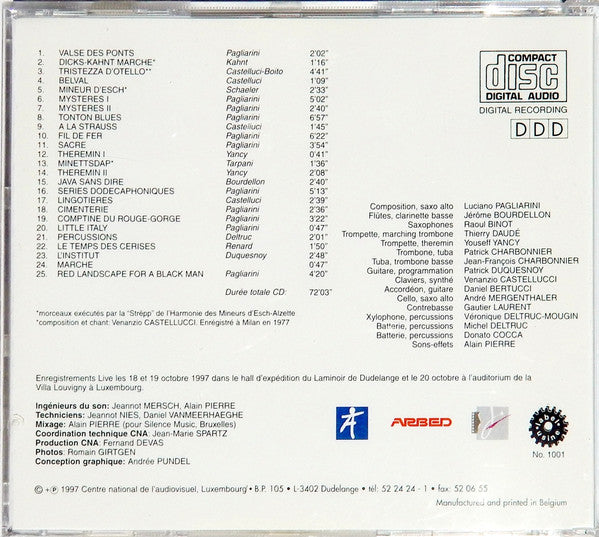 1. VALSE DES PONTS Pagliarini 2'02"
2. DICKS-KAHNT MARCHE* Kahnt 1'16"
3. TRISTEZZA D'OTELLO** Castelluci-Boito 4'41"
4. BELVAL Castelluci 1'09"
5. MINEUR D'ESCH* Schaeler 2'33"
6. MYSTERES I Pagliarini 5'02"
7. MYSTERES II Pagliarini 2'40"
8. TONTON BLUES Pagliarini 6'57"
9. A LA STRAUSS Castelluci 1'45"
10. FIL DE FER Pagliarini 6'22"
11. SACRE Pagliarini 3'54"
12. THEREMIN I Yancy 0'41"
13. MINETTSDAP* Tarpani 1'36"
14. THEREMIN II Yancy 2'08"
15. JAVA SANS DIRE Bourdellon 2'40"
16. SERIES DODECAPHONIQUES Pagliarini 5'13"
17. LINGOTIERES Castelluci 2'39"
18. CIMENTERIE Pagliarini 2'36"
19. COMPTINE DU ROUGE-GORGE Pagliarini 3'22"
20. LITTLE ITALY Pagliarini 0'47"
21. PERCUSSIONS Deltruc 2'01"
22. LE TEMPS DES CERISES Renard 1'50"
23. L'INSTITUT Duquesnoy 2'48"
24. MARCHE 0'47"
25. RED LANDSCAPE FOR A BLACK MAN Pagliarini 4'20"
Durée totale CD: 72'03"
*morceaux exécutés par la "Strëpp" de l'Harmonie des Mineurs d'Esch-Alzette
*composition et chant: Venanzio CASTELLUCCI. Enrégistré à Milan en 1977
COMPACT
disc
DIGITAL AUDIO
DIGITAL RECORDING
DDD
Composition, saxo alto Luciano PAGLIARINI
Flûtes, clarinette basse Jérôme BOURDELLON
Saxophones Raoul BINOT
Trompette, marching trombone Thierry DAUDÉ
Trompette, theremin Youseff YANCY
Trombone, tuba Patrick CHARBONNIER
Tuba, trombone basse Jean-François CHARBONNIER
Guitare, programmation Patrick DUQUESNOY
Claviers, synthé Venanzio CASTELLUCCI
Accordéon, guitare Daniel BERTUCCI
Cello, saxo alto André MERGENTHALER
Contrebasse Gautier LAURENT
Xylophone, percussions Véronique DELTRUC-MOUGIN
Batterie, percussions Michel DELTRUC
Batterie, percussions Donato COCCA
Sons-effets Alain PIERRE
Enregistrements Live les 18 et 19 octobre 1997 dans le hall d'expédition du Laminoir de Dudelange et le 20 octobre à l'auditorium de la
Villa Louvigny à Luxembourg.
Ingénieurs du son: Jeannot MERSCH, Alain PIERRE
Techniciens: Jeannot NIES, Daniel VANMEERHAEGHE
Mixage: Alain PIERRE (pour Silence Music, Bruxelles)
Coordination technique CNA: Jean-Marie SPARTZ
Production CNA: Fernand DEVAS
Photos: Romain GIRTGEN
Conception graphique: Andrée PUNDEL
ARBED
No. 1001
© + ℗ 1997 Centre national de l'audiovisuel, Luxembourg • B.P. 105 • L-3402 Dudelange • tél: 52 24 24 - 1 • fax: 52 06 55
Manufactured and printed in Belgium